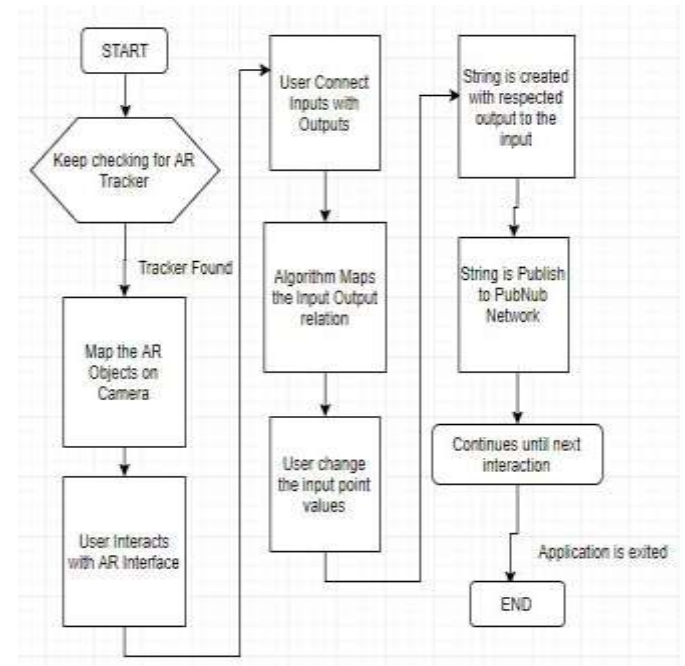 START
Keep checking for AR
Tracker
Tracker Found
Map the AR
Objects on
Camera
User Interacts
with AR Interface
User Connect
Inputs with
Outputs
Algorithm Maps
the Input Output
relation
User change
the input point
values
String is created
with respected
output to the
input
String is Publish
to PubNub
Network
Continues until next
interaction
Application is exited
END